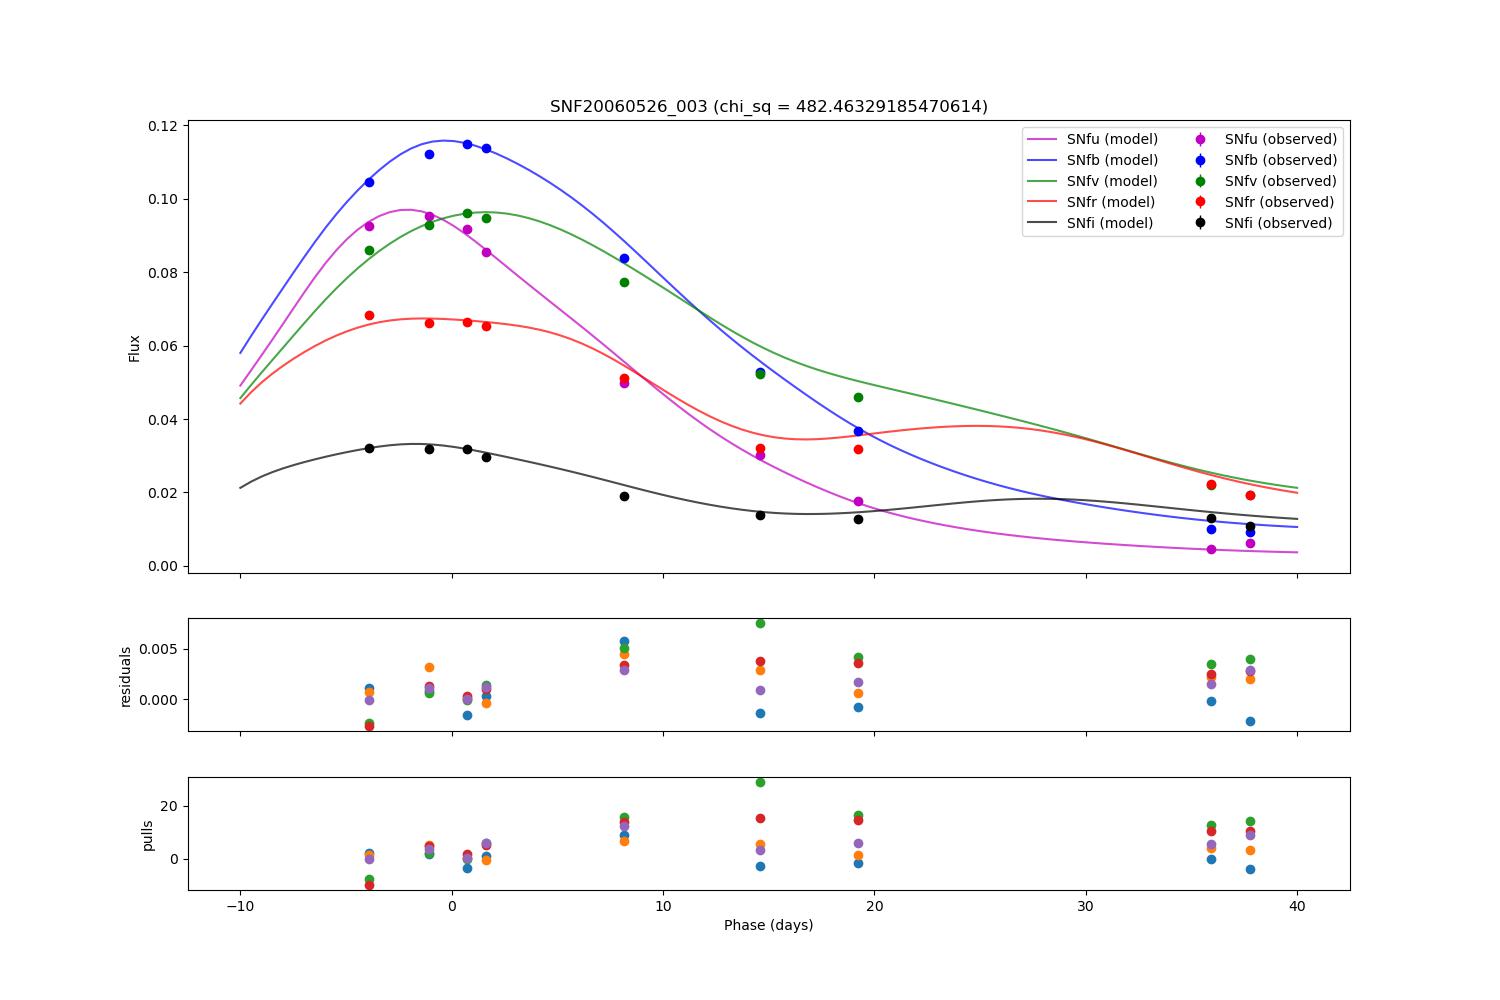 SNF20060526_003 (chi_sq = 482.46329185470614)
0.12
0.10
0.08
0.06
0.04
0.02
0.00
Flux
SNfu (model) SNfu (observed)
SNfb (model) SNfb (observed)
SNfv (model) SNfv (observed)
SNfr (model) SNfr (observed)
SNfi (model) SNfi (observed)
0.005
0.000
residuals
20
0
pulls
−10 0 10 20 30 40
Phase (days)